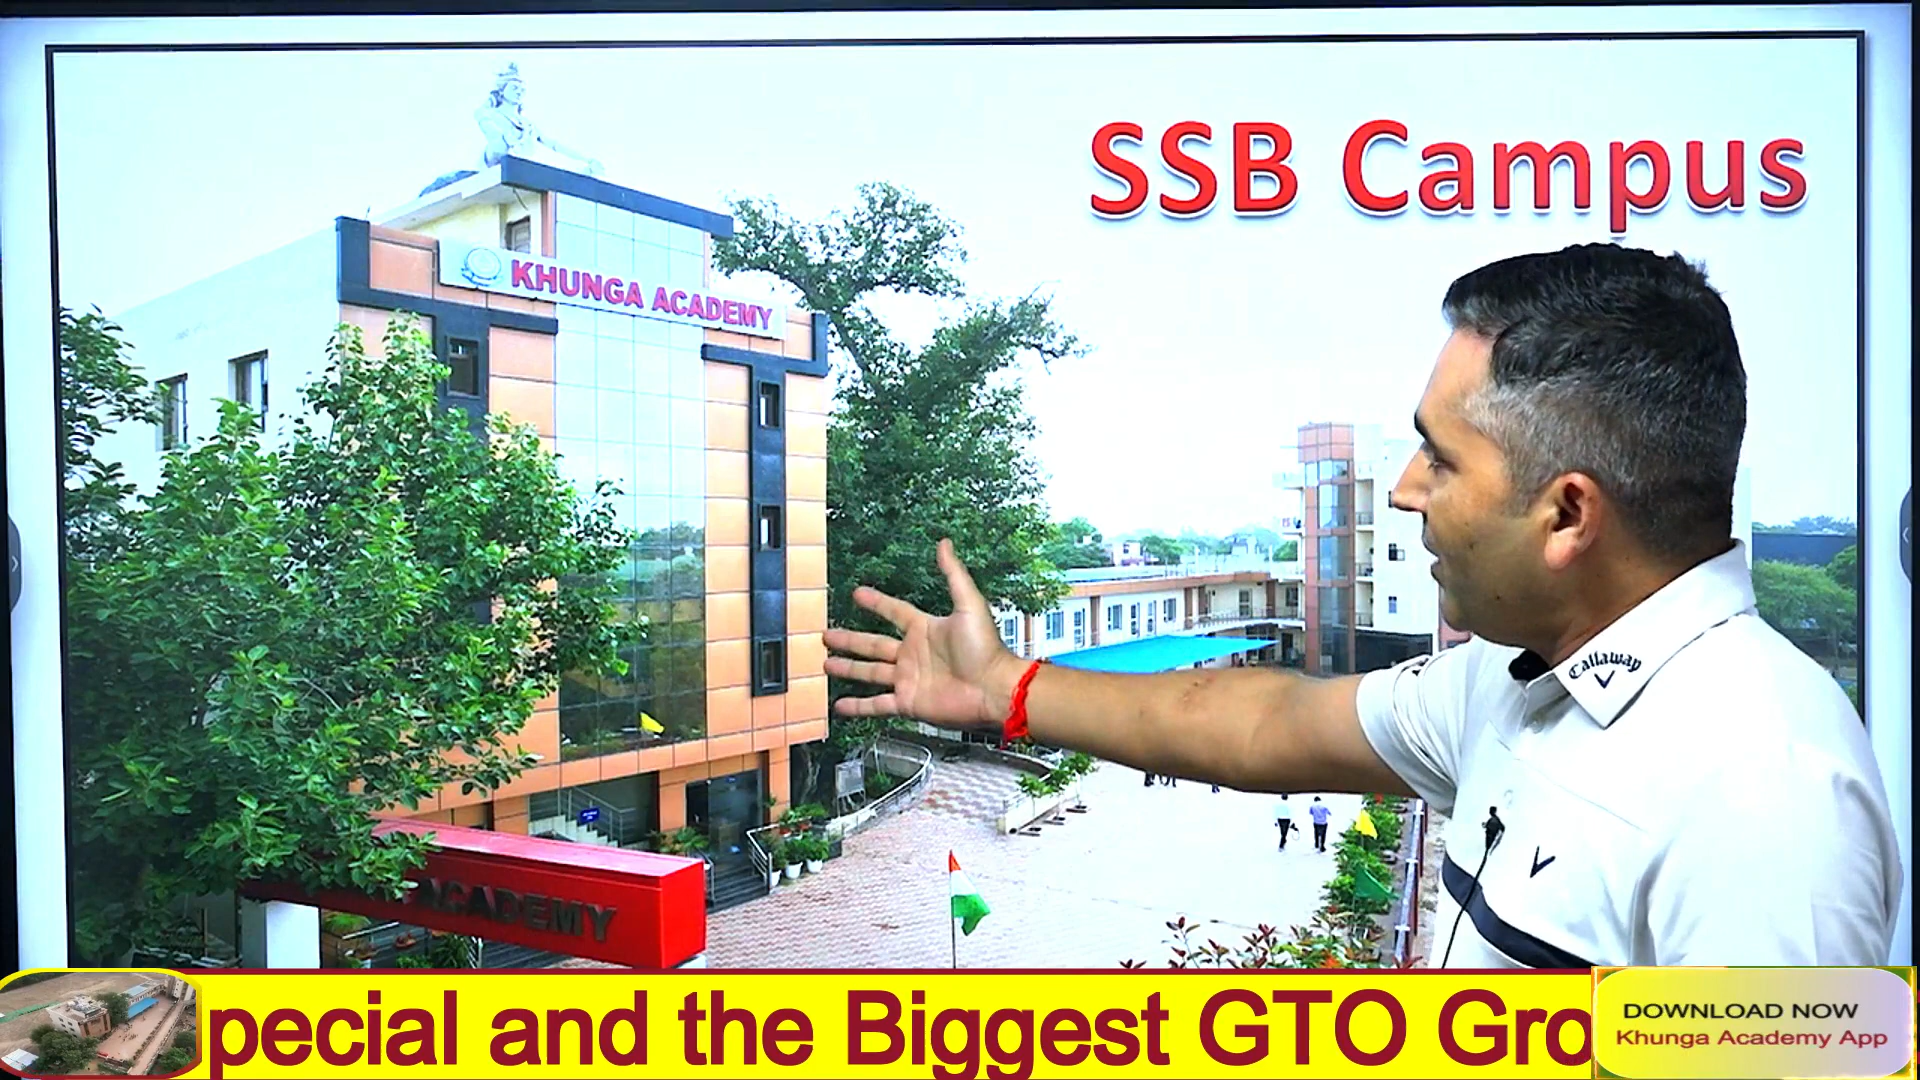 SSB Campus
KHUNGA ACADEMY
Callaway
ACADEMY
pecial and the Biggest GTO Gro
DOWNLOAD NOW
Khunga Academy App